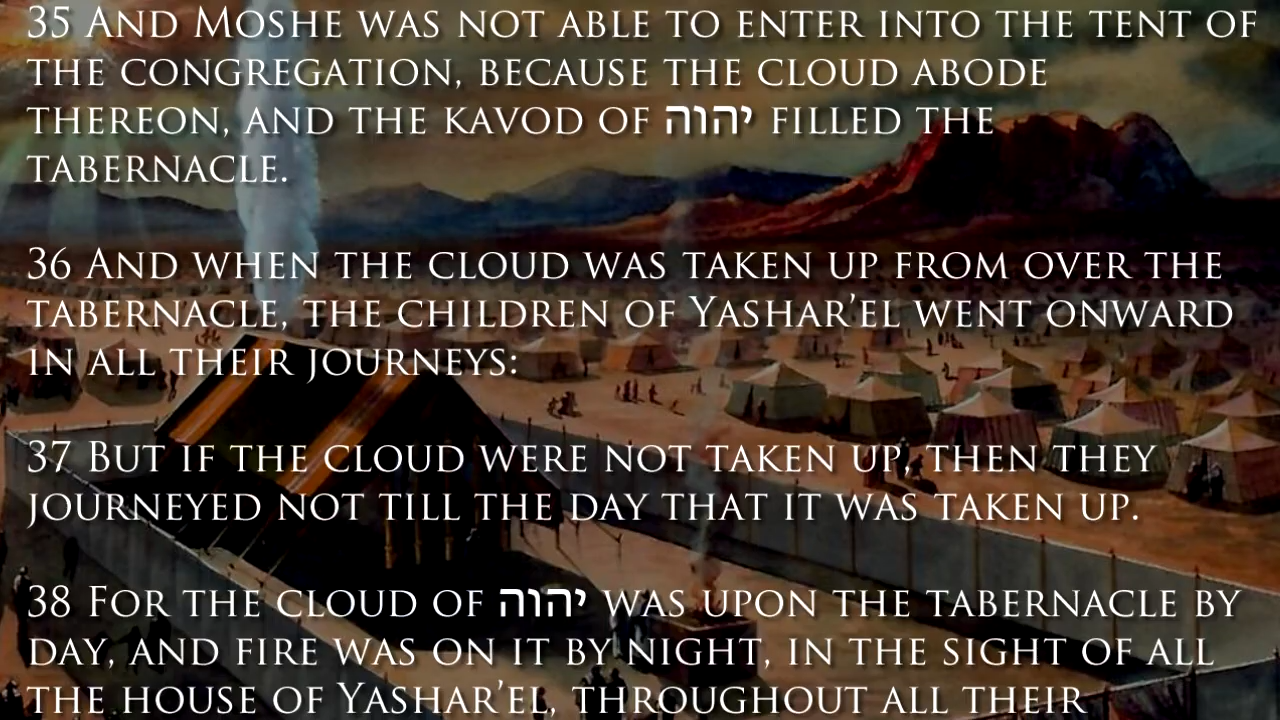 35 And Moshe was not able to enter into the tent of
the congregation, because the cloud abode
thereon, and the kavod of יהוה filled the
tabernacle.
36 And when the cloud was taken up from over the
tabernacle, the children of Yashar'el went onward
in all their journeys:
37 But if the cloud were not taken up, then they
journeyed not till the day that it was taken up.
38 For the cloud of יהוה was upon the tabernacle by
day, and fire was on it by night, in the sight of all
the house of Yashar'el, throughout all their